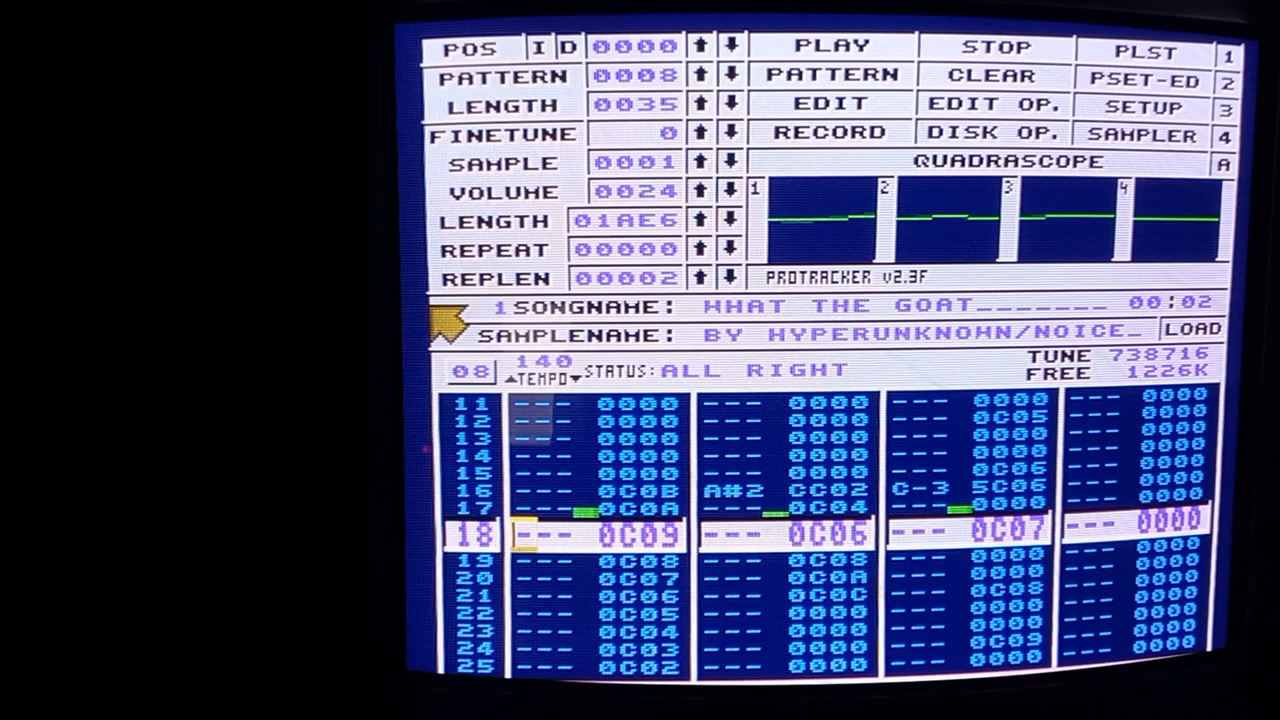 POS I D 0000 PLAY STOP PLST 1
PATTERN 0008 PATTERN CLEAR PSET-ED 2
LENGTH 0035 EDIT EDIT OP. SETUP 3
FINETUNE 0 RECORD DISK OP. SAMPLER 4
SAMPLE 0001 QUADRASCOPE A
VOLUME 0024 1 2 3 4
LENGTH 01AE6
REPEAT 00000
REPLEN 00002 PROTRACKER v2.3F
1 SONGNAME: WHAT THE GOAT_______ 00:02
SAMPLENAME: BY HYPERUNKNOWN/NOICE_ LOAD
08 140 TEMPO STATUS: ALL RIGHT TUNE 738716
FREE 1226K
11 --- 0000 --- 0000 --- 0000 --- 0000
12 --- 0000 --- 0000 --- 0C05 --- 0000
13 --- 0000 --- 0000 --- 0000 --- 0000
14 --- 0000 --- 0000 --- 0000 --- 0000
15 --- 0000 --- 0000 --- 0C06 --- 0000
16 --- 0C0B A#2 CC02 C-3 5C06 --- 0000
17 --- 0C0A --- 0C04 --- 0000 --- 0000
18 --- 0C09 --- 0C06 --- 0C07 --- 0000
19 --- 0C08 --- 0C08 --- 0000 --- 0000
20 --- 0C07 --- 0C0A --- 0000 --- 0000
21 --- 0C06 --- 0C0C --- 0C08 --- 0000
22 --- 0C05 --- 0000 --- 0000 --- 0000
23 --- 0C04 --- 0000 --- 0000 --- 0000
24 --- 0C03 --- 0000 --- 0C09 --- 0000
25 --- 0C02 --- 0000 --- 0000 --- 0000